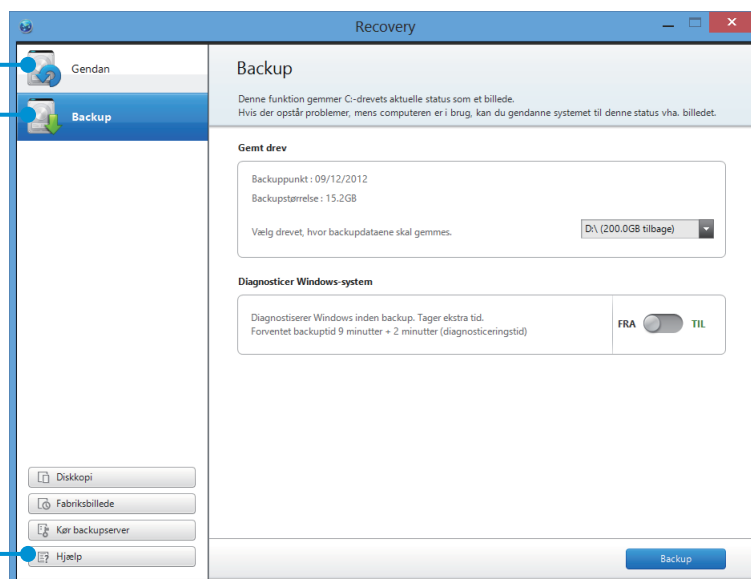 Recovery
Gendan
Backup
Backup
Denne funktion gemmer C:-drevets aktuelle status som et billede.
Hvis der opstår problemer, mens computeren er i brug, kan du gendanne systemet til denne status vha. billedet.
Gemt drev
Backuppunkt : 09/12/2012
Backupstørrelse : 15.2GB
Vælg drevet, hvor backupdataene skal gemmes.
D:\ (200.0GB tilbage)
Diagnosticer Windows-system
Diagnostiserer Windows inden backup. Tager ekstra tid.
Forventet backuptid 9 minutter + 2 minutter (diagnosticeringstid)
FRA
TIL
Diskkopi
Fabriksbillede
Kør backupserver
Hjælp
Backup